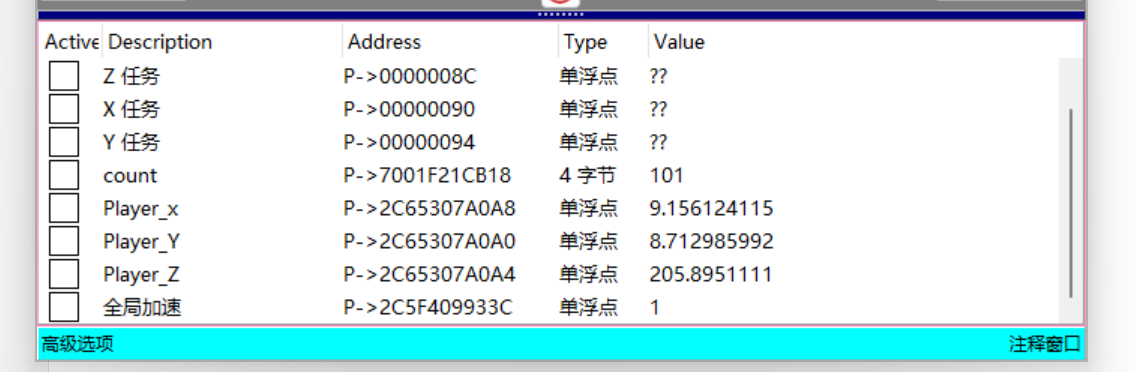 Active Description Address Type Value
Z 任务 P->0000008C 单浮点 ??
X 任务 P->00000090 单浮点 ??
Y 任务 P->00000094 单浮点 ??
count P->7001F21CB18 4 字节 101
Player_x P->2C65307A0A8 单浮点 9.156124115
Player_Y P->2C65307A0A0 单浮点 8.712985992
Player_Z P->2C65307A0A4 单浮点 205.8951111
全局加速 P->2C5F409933C 单浮点 1
高级选项 注释窗口